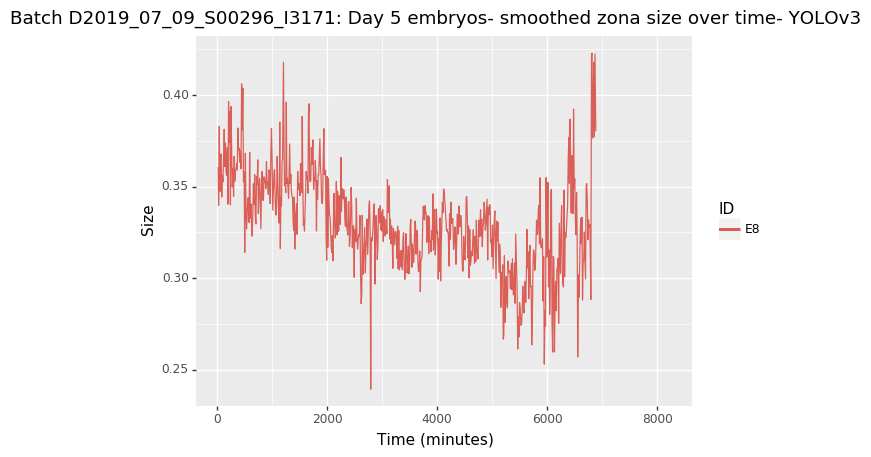 Batch D2019_07_09_S00296_I3171: Day 5 embryos- smoothed zona size over time- YOLOv3
0.40
0.35
0.30
0.25
Size
0
2000
4000
6000
8000
Time (minutes)
ID
E8